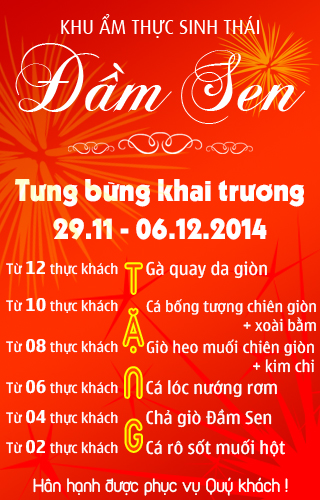 KHU ẨM THỰC SINH THÁI
Đầm Sen
Tưng bừng khai trương
29.11 - 06.12.2014
TẶNG
Từ 12 thực khách Gà quay da giòn
Từ 10 thực khách Cá bống tượng chiên giòn
+ xoài bằm
Từ 08 thực khách Giò heo muối chiên giòn
+ kim chi
Từ 06 thực khách Cá lóc nướng rơm
Từ 04 thực khách Chả giò Đầm Sen
Từ 02 thực khách Cá rô sốt muối hột
Hân hạnh được phục vụ Quý khách !